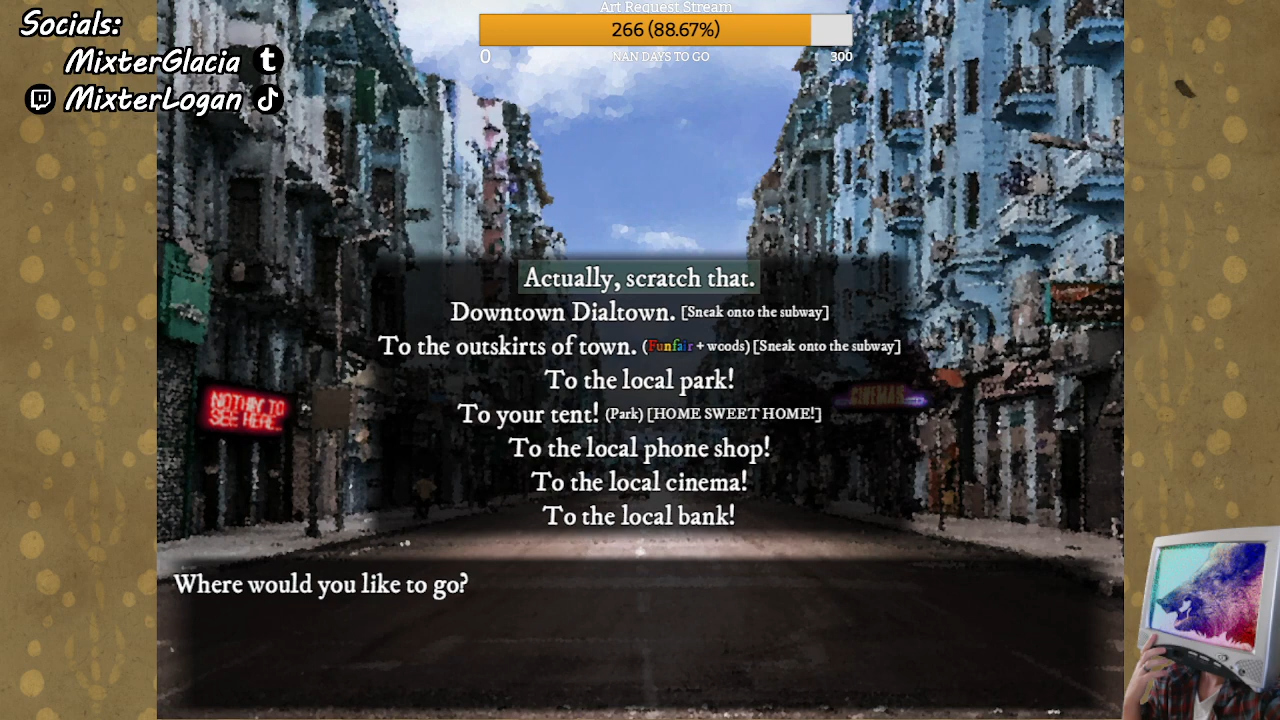 Socials:
MixterGlacia
MixterLogan
Art Request Stream
266 (88.67%)
0
NAN DAYS TO GO
300
Actually, scratch that.
Downtown Dialtown. [Sneak onto the subway]
To the outskirts of town. (Funfair + woods) [Sneak onto the subway]
To the local park!
To your tent! (Park) [HOME SWEET HOME!]
To the local phone shop!
To the local cinema!
To the local bank!
NOTHIN TO
SEE HERE.
CINEMA
Where would you like to go?